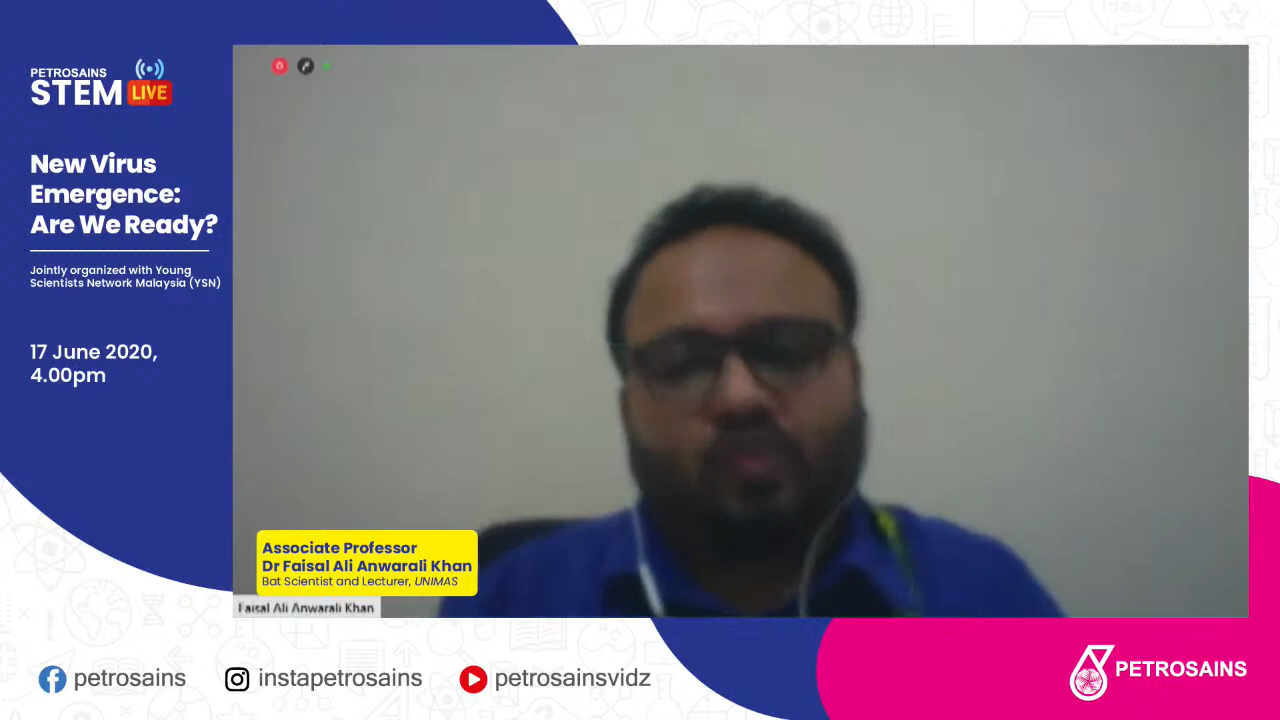 PETROSAINS
STEM LIVE
New Virus
Emergence:
Are We Ready?
Jointly organized with Young
Scientists Network Malaysia (YSN)
17 June 2020,
4.00pm
Associate Professor
Dr Faisal Ali Anwarali Khan
Bat Scientist and Lecturer, UNIMAS
Faisal Ali Anwarali Khan
petrosains
instapetrosains
petrosainsvidz
PETROSAINS